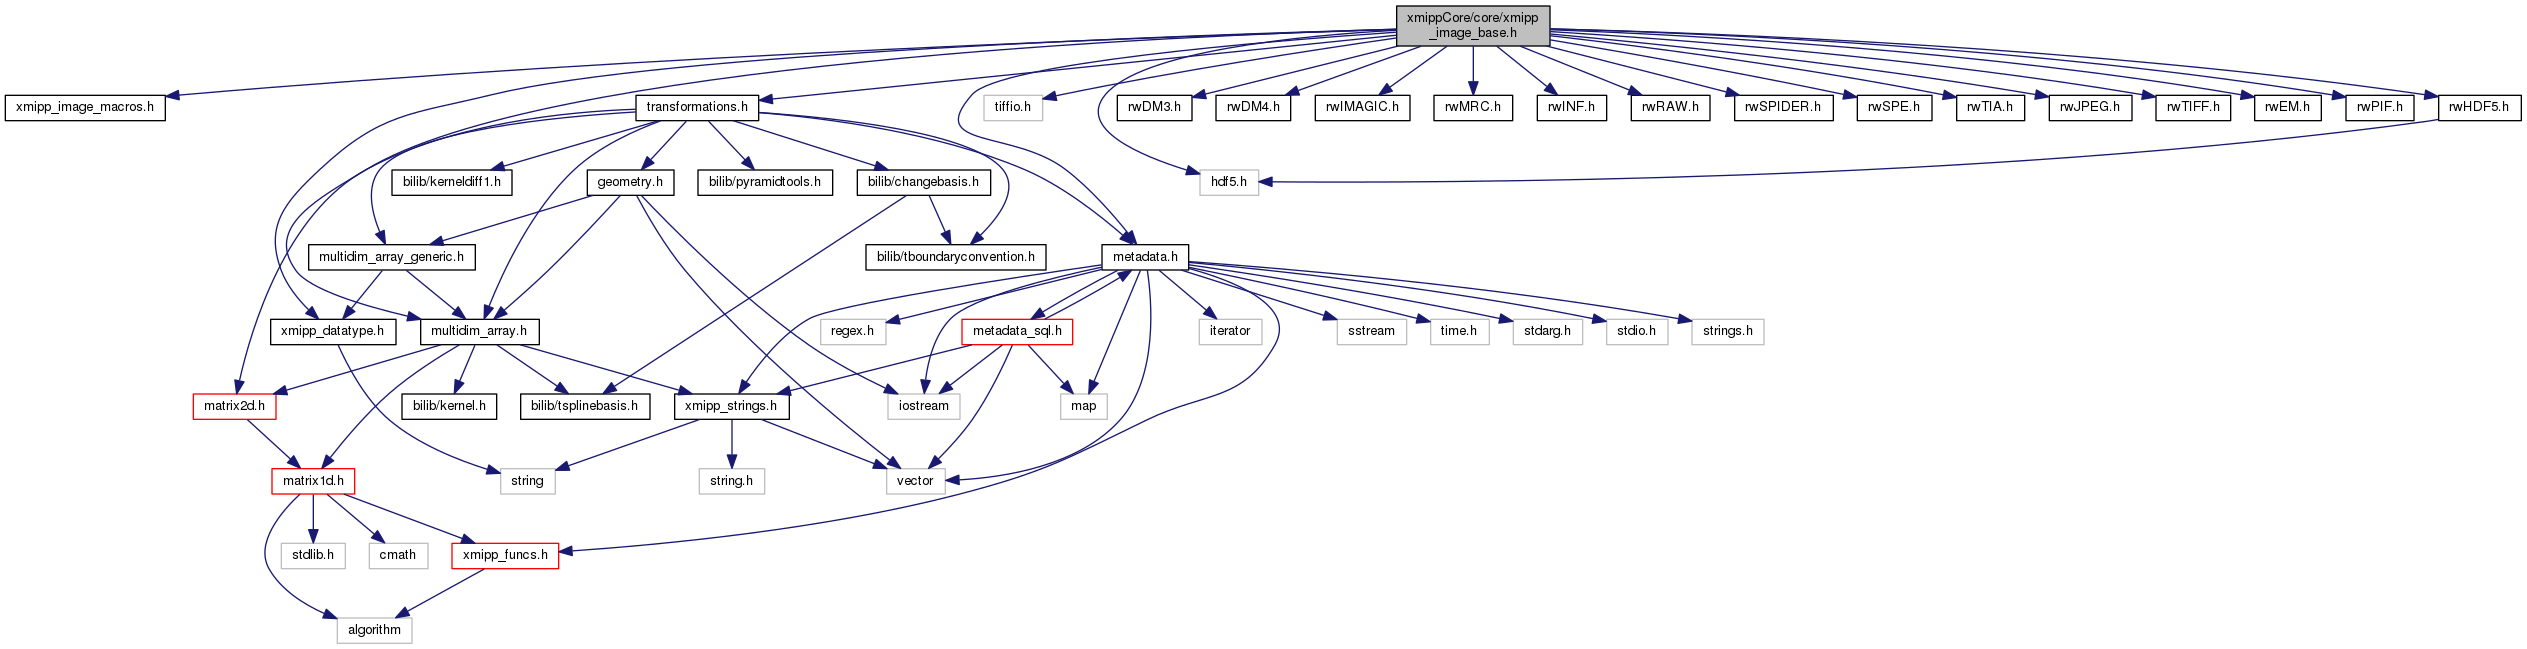 xmippCore/core/xmipp
_image_base.h
xmipp_image_macros.h
transformations.h
tiffio.h
rwDM3.h
rwDM4.h
rwIMAGIC.h
rwMRC.h
rwINF.h
rwRAW.h
rwSPIDER.h
rwSPE.h
rwTIA.h
rwJPEG.h
rwTIFF.h
rwEM.h
rwPIF.h
rwHDF5.h
bilib/kerneldiff1.h
geometry.h
bilib/pyramidtools.h
bilib/changebasis.h
hdf5.h
multidim_array_generic.h
bilib/tboundaryconvention.h
metadata.h
xmipp_datatype.h
multidim_array.h
regex.h
metadata_sql.h
iterator
sstream
time.h
stdarg.h
stdio.h
strings.h
matrix2d.h
bilib/kernel.h
bilib/tsplinebasis.h
xmipp_strings.h
iostream
map
matrix1d.h
string
string.h
vector
stdlib.h
cmath
xmipp_funcs.h
algorithm